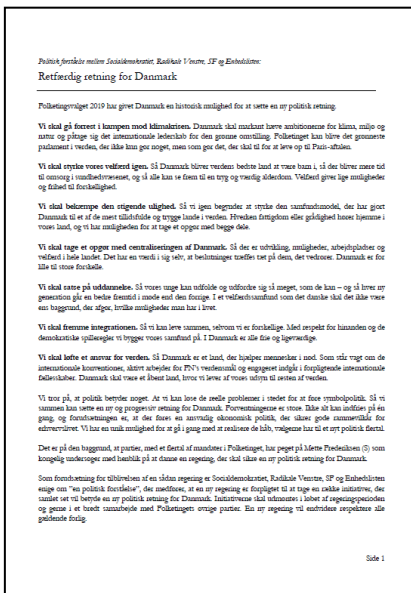 Politisk forståelse mellem Socialdemokratiet, Radikale Venstre, SF og Enhedslisten:
Retfærdig retning for Danmark
Folketingsvalget 2019 har givet Danmark en historisk mulighed for at sætte en ny politisk retning.
Vi skal gå forrest i kampen mod klimakrisen. Danmark skal markant hæve ambitionerne for klima, miljø og
natur og påtage sig det internationale lederskab for den grønne omstilling. Folketinget kan blive det grønneste
parlament i verden, der ikke kun gør noget, men som gør det, der skal til for at leve op til Paris-aftalen.
Vi skal styrke vores velfærd igen. Så Danmark bliver verdens bedste land at være barn i, så der bliver mere tid
til omsorg i sundhedsvæsenet, og så alle kan se frem til en tryg og værdig alderdom. Velfærd giver lige muligheder
og frihed til forskellighed.
Vi skal bekæmpe den stigende ulighed. Så vi igen begynder at styrke den samfundsmodel, der har gjort
Danmark til et af de mest tillidsfulde og trygge lande i verden. Hverken fattigdom eller grådighed hører hjemme i
vores land, og vi har muligheden for at tage et opgør med begge dele.
Vi skal tage et opgør med centraliseringen af Danmark. Så der er udvikling, muligheder, arbejdspladser og
velfærd i hele landet. Det har en værdi i sig selv, at beslutninger træffes tæt på dem, det vedrører. Danmark er for
lille til store forskelle.
Vi skal satse på uddannelse. Så vores unge kan udfolde og udfordre sig så meget, som de kan – og så hver ny
generation går en bedre fremtid i møde end den forrige. I et velfærdssamfund som det danske skal det ikke være
ens baggrund, der afgør, hvilke muligheder man har i livet.
Vi skal fremme integrationen. Så vi kan leve sammen, selvom vi er forskellige. Med respekt for hinanden og de
demokratiske spilleregler vi bygger vores samfund på. I Danmark er alle frie og ligeværdige.
Vi skal løfte et ansvar for verden. Så Danmark er et land, der hjælper mennesker i nød. Som står vagt om de
internationale konventioner, aktivt arbejder for FN's verdensmål og engageret indgår i forpligtende internationale
fællesskaber. Danmark skal være et åbent land, hvor vi lever af vores udsyn til resten af verden.
Vi tror på, at politik betyder noget. At vi kan løse de reelle problemer i stedet for at føre symbolpolitik. Så vi
sammen kan sætte en ny og progressiv retning for Danmark. Forventningerne er store. Ikke alt kan indfries på én
gang, og forudsætningen er, at der føres en ansvarlig økonomisk politik, der sikrer gode rammevilkår for
erhvervslivet. Vi har en unik mulighed for at gå i gang med at realisere de håb, vælgerne har til et nyt politisk flertal.
Det er på den baggrund, at partier, med et flertal af mandater i Folketinget, har peget på Mette Frederiksen (S) som
kongelig undersøger med henblik på at danne en regering, der skal sikre en ny politisk retning for Danmark.
Som forudsætning for tilblivelsen af en sådan regering er Socialdemokratiet, Radikale Venstre, SF og Enhedslisten
enige om "en politisk forståelse", der medfører, at en ny regering er forpligtet til at tage en række initiativer, der
samlet set vil betyde en ny politisk retning for Danmark. Initiativerne skal udmøntes i løbet af regeringsperioden
og gerne i et bredt samarbejde med Folketingets øvrige partier. En ny regering vil endvidere respektere alle
gældende forlig.
Side 1